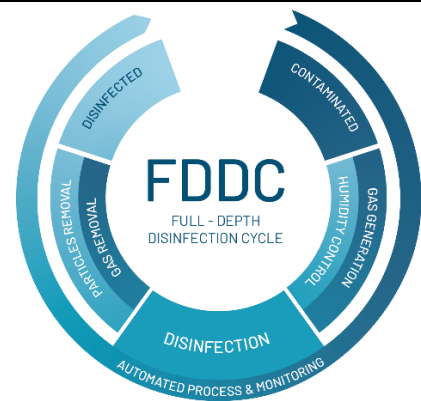 FDDC
FULL - DEPTH
DISINFECTION CYCLE
CONTAMINATED
HUMIDITY CONTROL
GAS GENERATION
DISINFECTION
GAS REMOVAL
PARTICLES REMOVAL
DISINFECTED
AUTOMATED PROCESS & MONITORING